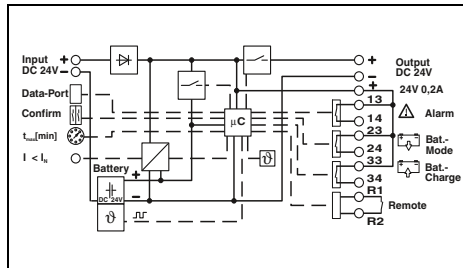 Input + DC 24V –
Data-Port
Confirm
tmax[min]
I < IN
Battery +
–
DC 24V
ϑ
µC
ϑ
+ Output
– DC 24V
+ 24V 0,2A
13
14 Alarm
23 Bat.-
24 Mode
33 Bat.-
34 Charge
R1
Remote
R2